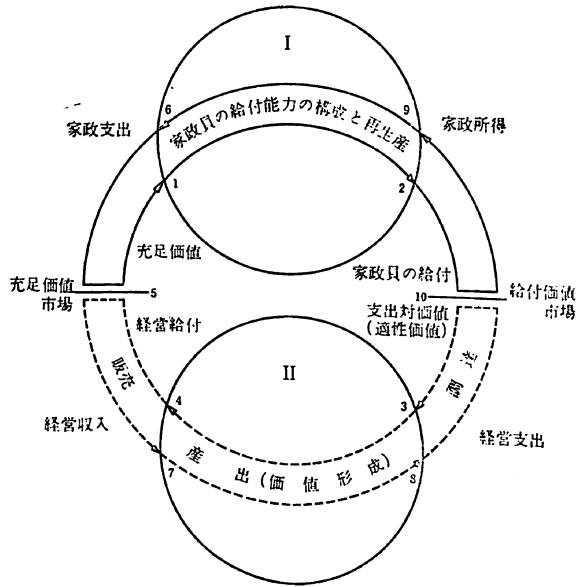 I
6
9
家政支出
家政員の給付能力の構成と再生産
家政所得
1
2
充足価値
家政員の給付
充足価値
市場
5
10
給付価値
市場
経営給付
支出対価値
(適性価値)
販売
II
調達
4
3
経営収入
経営支出
産出(価値形成)
7
8